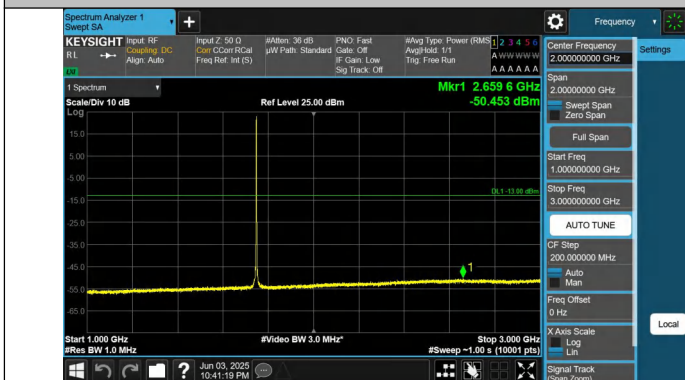 Spectrum Analyzer 1
Swept SA
Frequency
KEYSIGHT Input: RF Input Z: 50 Ω #Atten: 36 dB PNO: Fast #Avg Type: Power (RMS 1 2 3 4 5 6
R L Coupling: DC Corr CCorr RCal µW Path: Standard Gate: Off Avg|Hold: 1/1 A W W W W W
Align: Auto Freq Ref: Int (S) IF Gain: Low Trig: Free Run
Sig Track: Off A A A A A A
1 Spectrum
Mkr1 2.659 6 GHz
Scale/Div 10 dB Ref Level 25.00 dBm -50.453 dBm
Log
15.0
5.00
-5.00
DL1 -13.00 dBm
-15.0
-25.0
-35.0
-45.0
1
-55.0
-65.0
Start 1.000 GHz #Video BW 3.0 MHz* Stop 3.000 GHz
#Res BW 1.0 MHz #Sweep ~1.00 s (10001 pts)
Jun 03, 2025
10:41:19 PM
Center Frequency
2.000000000 GHz
Settings
Span
2.00000000 GHz
Swept Span
Zero Span
Full Span
Start Freq
1.000000000 GHz
Stop Freq
3.000000000 GHz
AUTO TUNE
CF Step
200.000000 MHz
Auto
Man
Freq Offset
0 Hz
X Axis Scale
Log
Lin
Local
Signal Track
(Span Zoom)